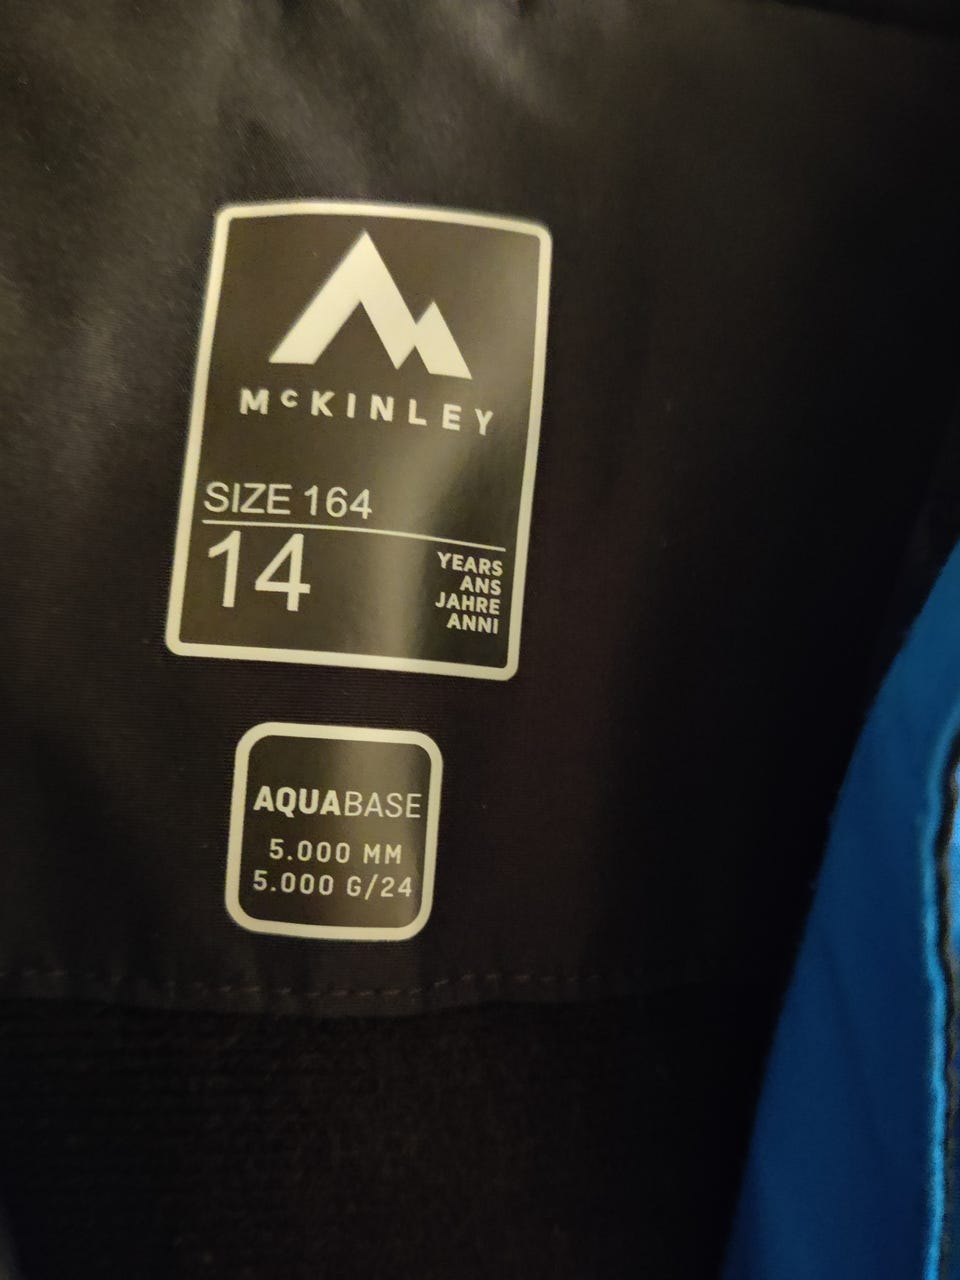 McKINLEY
SIZE 164
14
YEARS
ANS
JAHRE
ANNI
AQUABASE
5.000 MM
5.000 G/24